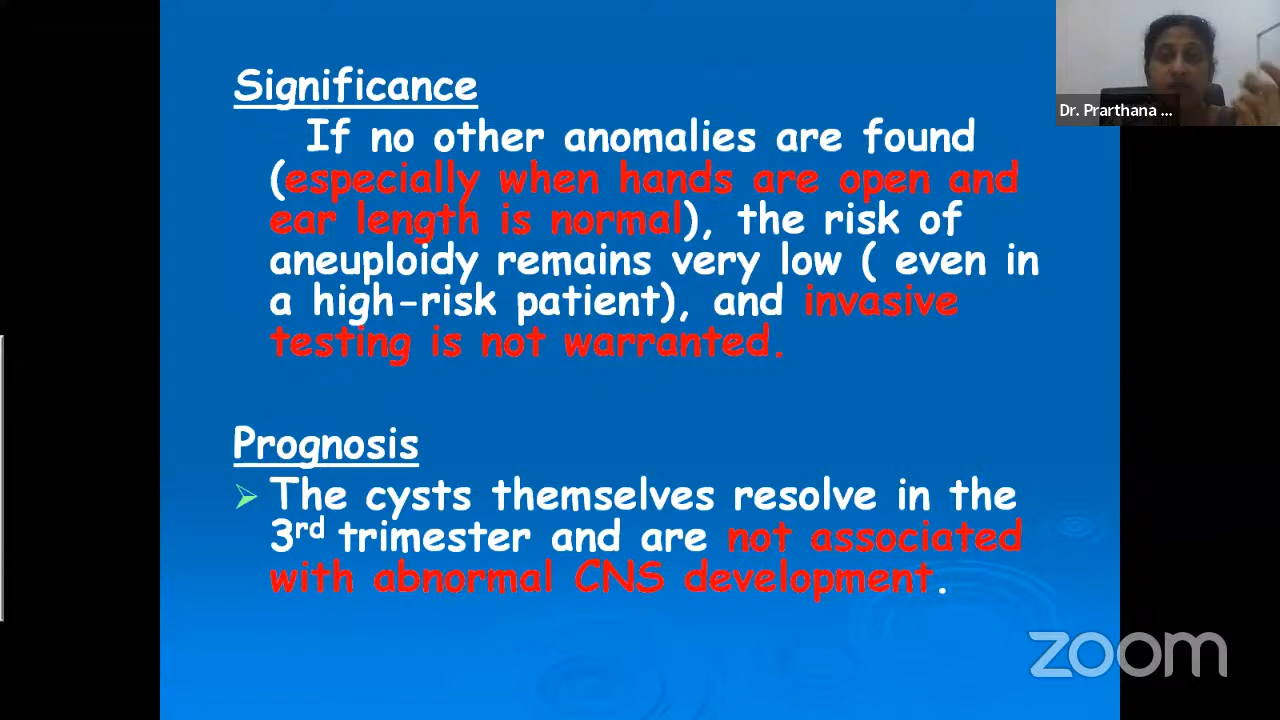 Significance
If no other anomalies are found
(especially when hands are open and
ear length is normal), the risk of
aneuploidy remains very low ( even in
a high-risk patient), and invasive
testing is not warranted.
Prognosis
➢ The cysts themselves resolve in the
3rd trimester and are not associated
with abnormal CNS development.
Dr. Prarthana ...
zoom